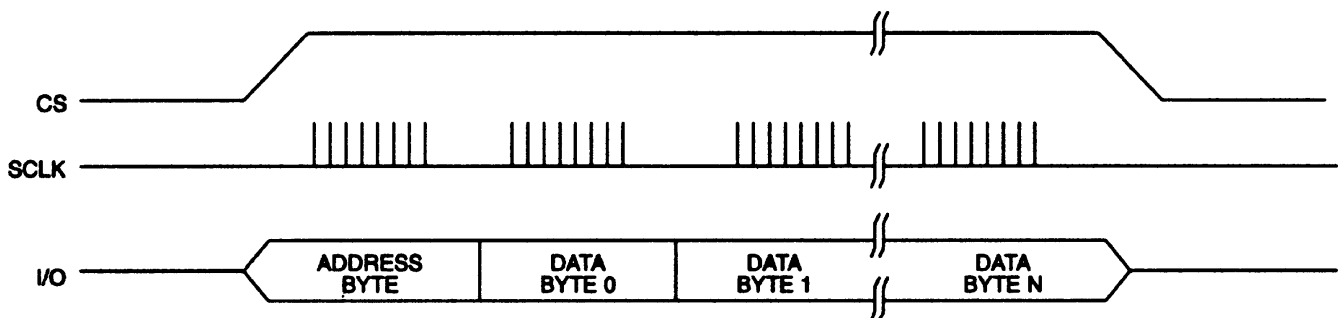 CS
SCLK
I/O
ADDRESS
BYTE
DATA
BYTE 0
DATA
BYTE 1
DATA
BYTE N